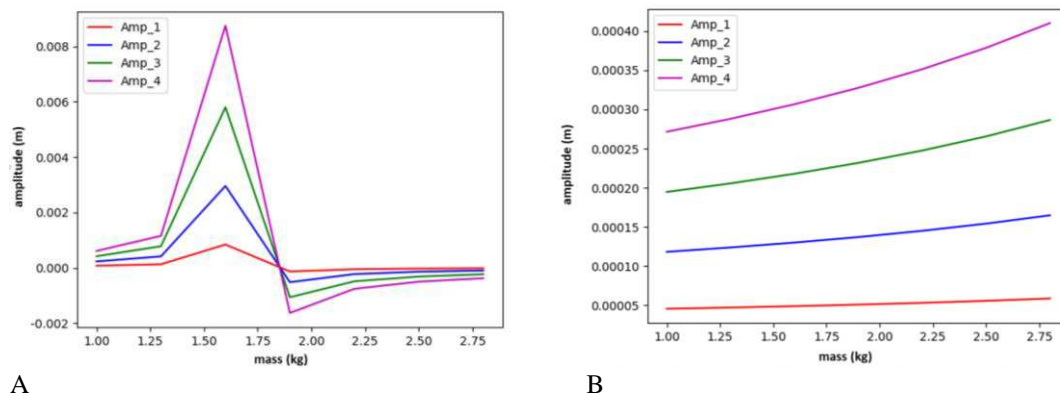 Amp_1
Amp_2
Amp_3
Amp_4
0.008
0.006
0.004
0.002
0.000
-0.002
amplitude (m)
1.00 1.25 1.50 1.75 2.00 2.25 2.50 2.75
mass (kg)
A
Amp_1
Amp_2
Amp_3
Amp_4
0.00040
0.00035
0.00030
0.00025
0.00020
0.00015
0.00010
0.00005
amplitude (m)
1.00 1.25 1.50 1.75 2.00 2.25 2.50 2.75
mass (kg)
B